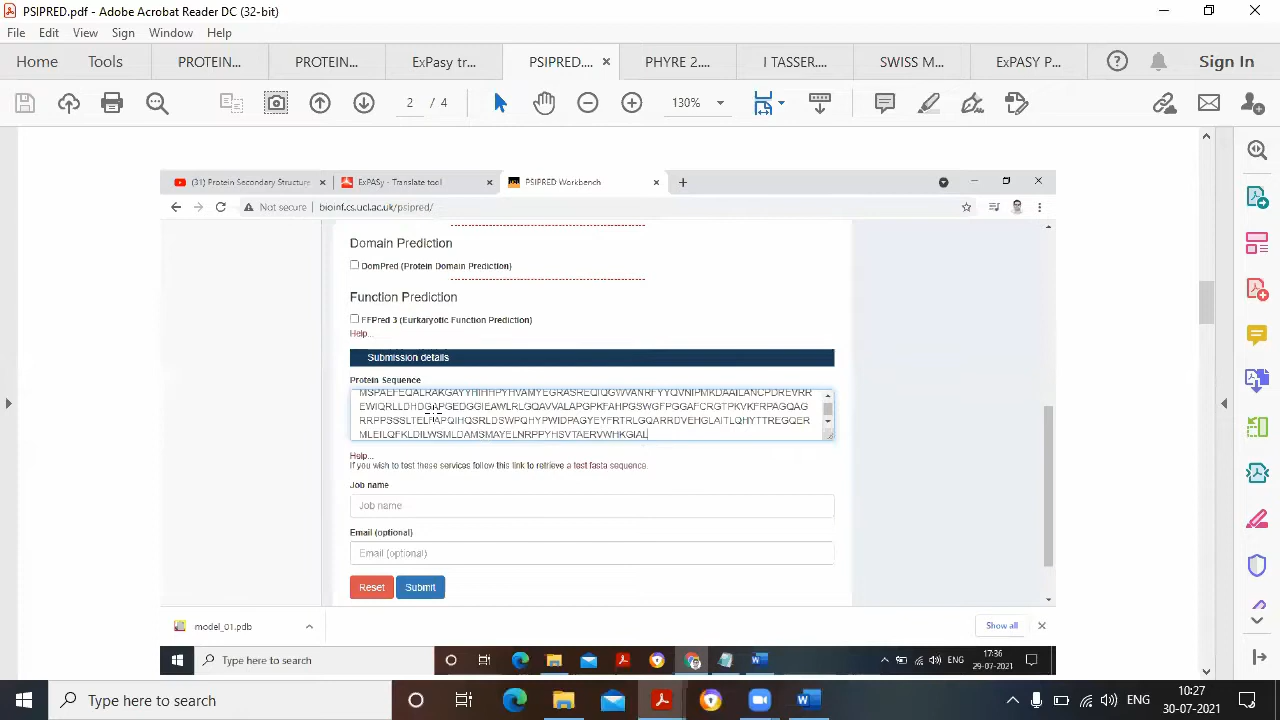 PSIPRED.pdf - Adobe Acrobat Reader DC (32-bit)
File Edit View Sign Window Help
Home Tools PROTEIN... PROTEIN... ExPasy tr... PSIPRED.... PHYRE 2.... I TASSER.... SWISS M... ExPASY P... Sign In
2 / 4 130%
(31) Protein Secondary Structure ExPASy - Translate tool PSIPRED Workbench
Not secure bioinf.cs.ucl.ac.uk/psipred/
Domain Prediction
DomPred (Protein Domain Prediction)
Function Prediction
FFPred 3 (Eurkaryotic Function Prediction)
Help...
Submission details
Protein Sequence
MSPAEFEQALRAKGAYYHIHHPYHVAMYEGRASREQIQGWVANRFYYQVNIPMKDAAILANCPDREVRR
EWIQRLLDHDGAPGEDGGIEAWLRLGQAVVALAPGPKFAHPGSWGFPGGAFCRGTPKVKFRPAGQAG
RRPPSSSLTELFAPQIHQSRLDSWPQHYPWIDPAGYEYFRTRLGQARRDVEHGLAITLQHYTTREGQER
MLEILQFKLDILWSMLDAMSMAYELNRPPYHSVTAERVWHKGIAL
Help...
If you wish to test these services follow this link to retrieve a test fasta sequence.
Job name
Job name
Email (optional)
Email (optional)
Reset Submit
model_01.pdb Show all
Type here to search ENG 17:36
29-07-2021
Type here to search ENG 10:27
30-07-2021